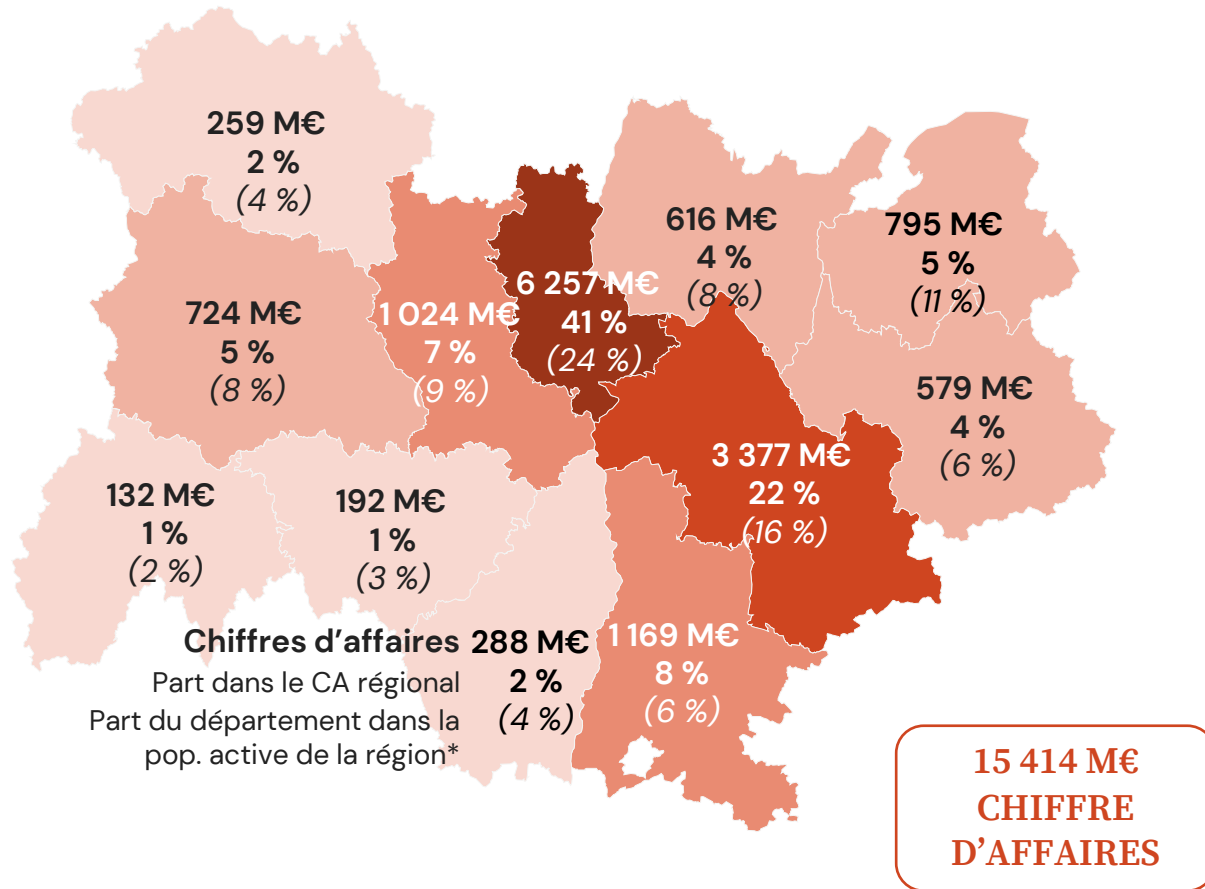 259 M€
2 %
(4 %)
616 M€
4 %
(8 %)
795 M€
5 %
(11 %)
6 257 M€
41 %
(24 %)
724 M€
5 %
(8 %)
1 024 M€
7 %
(9 %)
579 M€
4 %
(6 %)
3 377 M€
22 %
(16 %)
132 M€
1 %
(2 %)
192 M€
1 %
(3 %)
Chiffres d’affaires
Part dans le CA régional
Part du département dans la
pop. active de la région*
288 M€
2 %
(4 %)
1 169 M€
8 %
(6 %)
15 414 M€
CHIFFRE
D’AFFAIRES